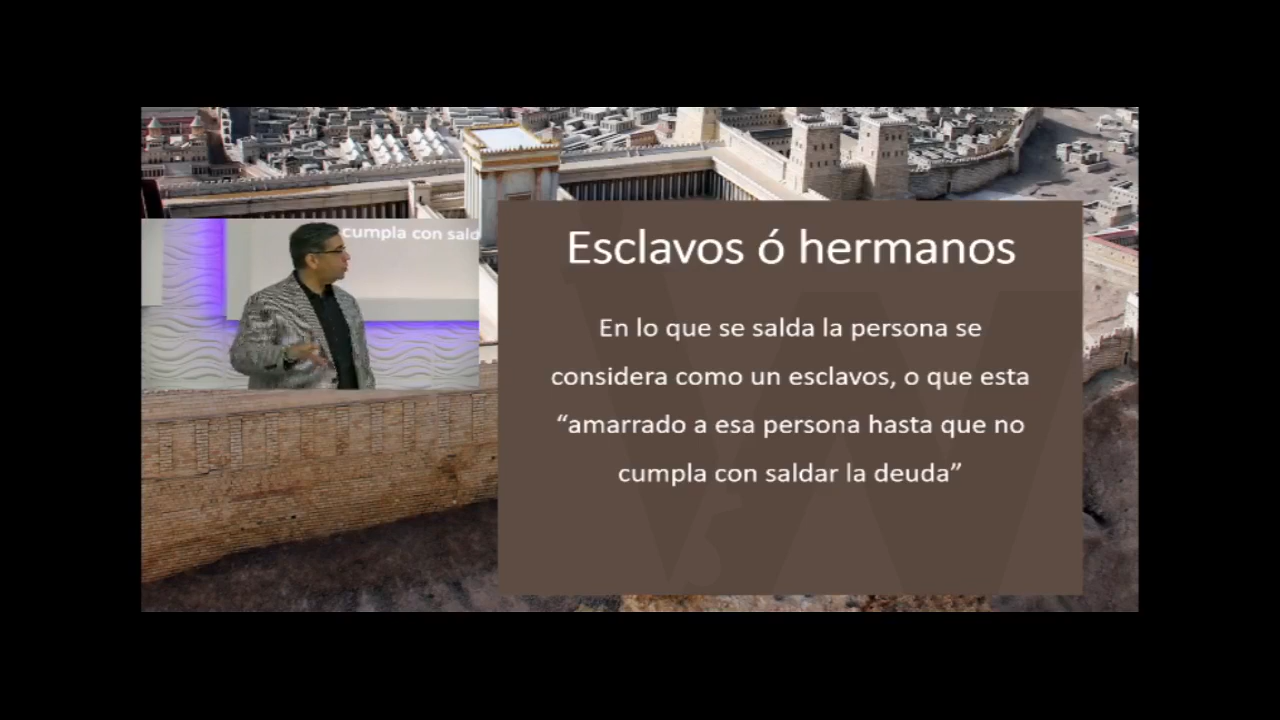 cumpla con sald
Esclavos ó hermanos
En lo que se salda la persona se
considera como un esclavos, o que esta
“amarrado a esa persona hasta que no
cumpla con saldar la deuda”